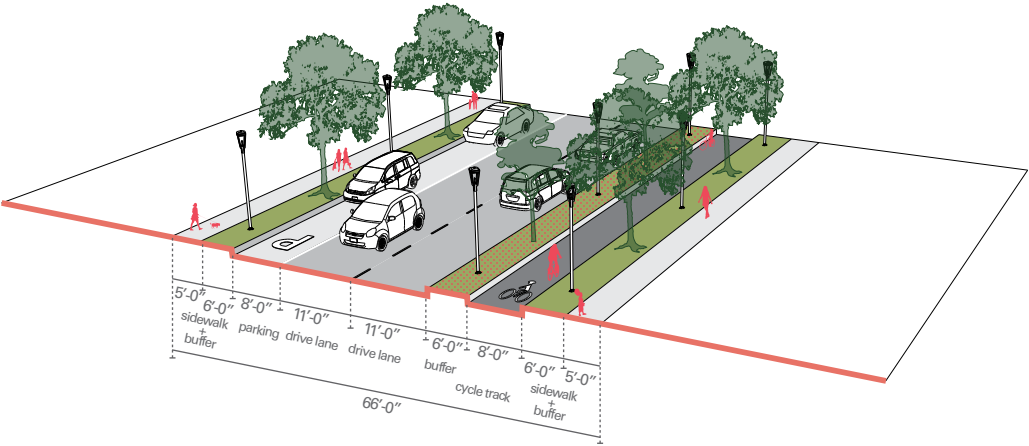 P
5’-0”
6’-0”
8’-0”
11’-0”
11’-0”
6’-0”
8’-0”
6’-0”
5’-0”
sidewalk
+
buffer
parking
drive lane
drive lane
buffer
cycle track
sidewalk
+
buffer
66’-0”